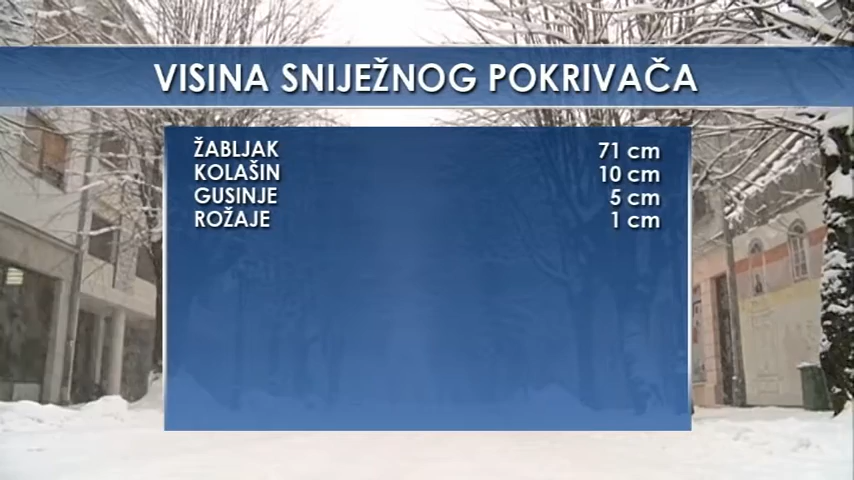 VISINA SNIJEŽNOG POKRIVAČA
ŽABLJAK 71 cm
KOLAŠIN 10 cm
GUSINJE 5 cm
ROŽAJE 1 cm